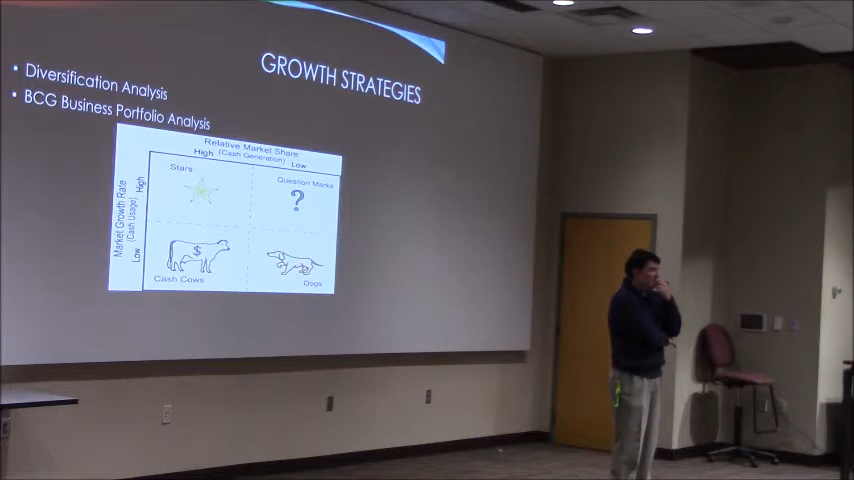 GROWTH STRATEGIES
• Diversification Analysis
• BCG Business Portfolio Analysis
Relative Market Share
High (Cash Generation) Low
Market Growth Rate
(Cash Usage)
High
Low
Stars
Question Marks
?
$
Cash Cows
Dogs